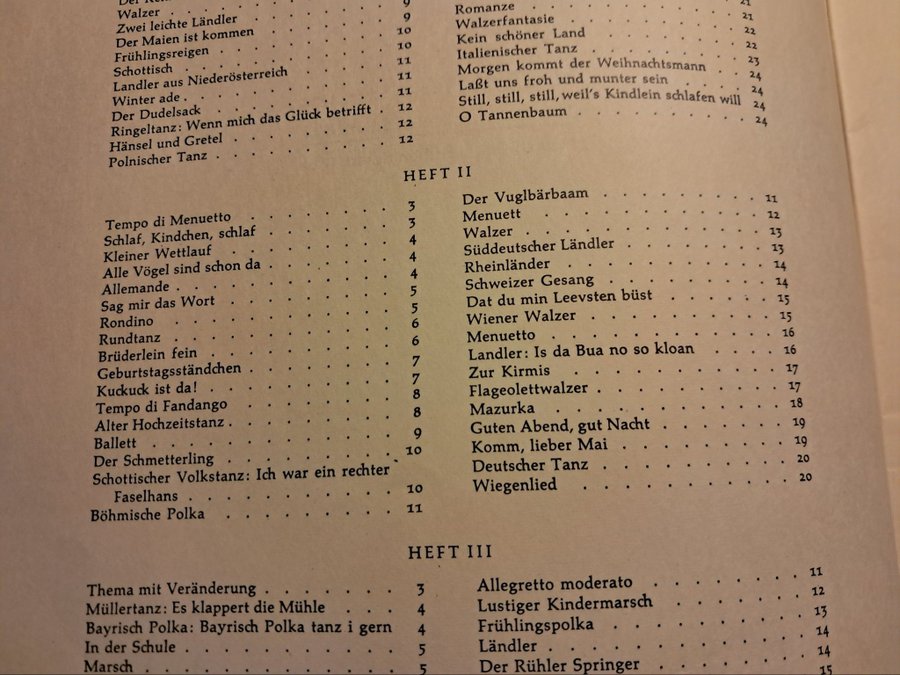 Walzer
Zwei leichte Ländler . . . 9
Der Maien ist kommen . . . 9
Frühlingsreigen . . . 10
Schottisch . . . 10
Landler aus Niederösterreich . . . 11
Winter ade . . . 11
Der Dudelsack . . . 11
Ringeltanz: Wenn mich das Glück betrifft . 12
Hänsel und Gretel . . . 12
Polnischer Tanz . . . 12
Romanze . . . 21
Walzerfantasie . . . 22
Kein schöner Land . . . 22
Italienischer Tanz . . . 23
Morgen kommt der Weihnachtsmann . . 24
Laßt uns froh und munter sein . . . 24
Still, still, still, weil's Kindlein schlafen will 24
O Tannenbaum . . . 24
HEFT II
Tempo di Menuetto . . . 3
Schlaf, Kindchen, schlaf . . . 3
Kleiner Wettlauf . . . 4
Alle Vögel sind schon da . . . 4
Allemande . . . 4
Sag mir das Wort . . . 5
Rondino . . . 5
Rundtanz . . . 6
Brüderlein fein . . . 6
Geburtstagsständchen . . . 7
Kuckuck ist da! . . . 7
Tempo di Fandango . . . 8
Alter Hochzeitstanz . . . 8
Ballett . . . 9
Der Schmetterling . . . 10
Schottischer Volkstanz: Ich war ein rechter
Faselhans . . . 10
Böhmische Polka . . . 11
Der Vuglbärbaam . . . 11
Menuett . . . 12
Walzer . . . 13
Süddeutscher Ländler . . . 13
Rheinländer . . . 14
Schweizer Gesang . . . 14
Dat du min Leevsten büst . . . 15
Wiener Walzer . . . 15
Menuetto . . . 16
Landler: Is da Bua no so kloan . . . 16
Zur Kirmis . . . 17
Flageolettwalzer . . . 17
Mazurka . . . 18
Guten Abend, gut Nacht . . . 19
Komm, lieber Mai . . . 19
Deutscher Tanz . . . 20
Wiegenlied . . . 20
HEFT III
Thema mit Veränderung . . . 3
Müllertanz: Es klappert die Mühle . . . 4
Bayrisch Polka: Bayrisch Polka tanz i gern 4
In der Schule . . . 5
Marsch . . . 5
Allegretto moderato . . . 11
Lustiger Kindermarsch . . . 12
Frühlingspolka . . . 13
Ländler . . . 14
Der Rühler Springer . . . 15